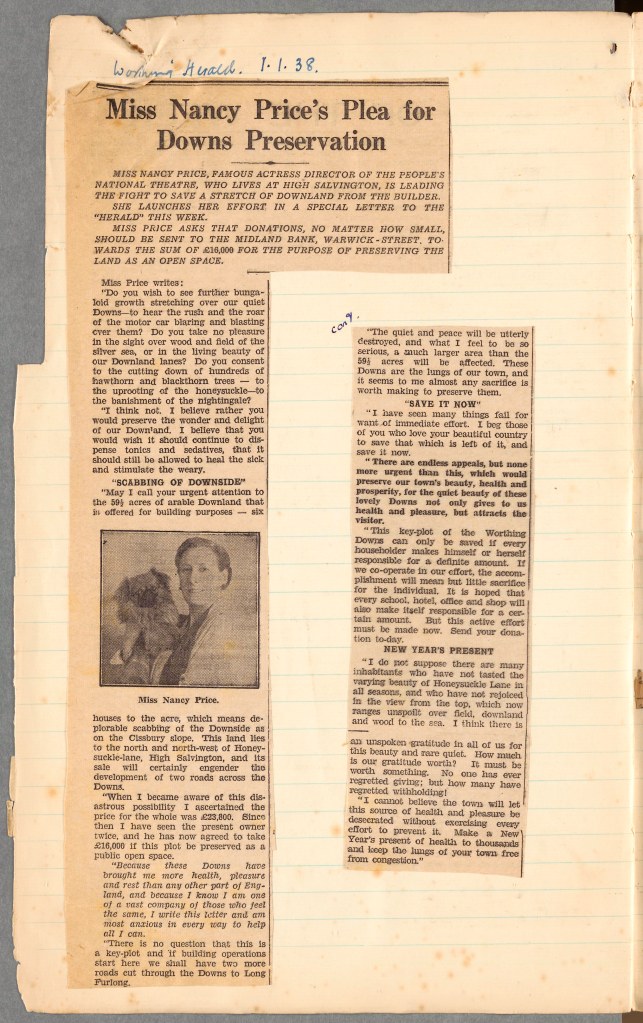 Worthing Herald. 1.1.38.
Miss Nancy Price's Plea for
Downs Preservation
MISS NANCY PRICE, FAMOUS ACTRESS DIRECTOR OF THE PEOPLE'S
NATIONAL THEATRE, WHO LIVES AT HIGH SALVINGTON, IS LEADING
THE FIGHT TO SAVE A STRETCH OF DOWNLAND FROM THE BUILDER.
SHE LAUNCHES HER EFFORT IN A SPECIAL LETTER TO THE
"HERALD" THIS WEEK.
MISS PRICE ASKS THAT DONATIONS, NO MATTER HOW SMALL,
SHOULD BE SENT TO THE MIDLAND BANK, WARWICK-STREET, TO-
WARDS THE SUM OF £16,000 FOR THE PURPOSE OF PRESERVING THE
LAND AS AN OPEN SPACE.
Miss Price writes:
"Do you wish to see further bunga-
loid growth stretching over our quiet
Downs—to hear the rush and the roar
of the motor car blaring and blasting
over them? Do you take no pleasure
in the sight over wood and field of the
silver sea, or in the living beauty of
our Downland lanes? Do you consent
to the cutting down of hundreds of
hawthorn and blackthorn trees — to
the uprooting of the honeysuckle—to
the banishment of the nightingale?
"I think not. I believe rather you
would preserve the wonder and delight
of our Downland. I believe that you
would wish it should continue to dis-
pense tonics and sedatives, that it
should still be allowed to heal the sick
and stimulate the weary.
"SCABBING OF DOWNSIDE"
"May I call your urgent attention to
the 59½ acres of arable Downland that
is offered for building purposes — six
Miss Nancy Price.
houses to the acre, which means de-
plorable scabbing of the Downside as
on the Cissbury slope. This land lies
to the north and north-west of Honey-
suckle-lane, High Salvington, and its
sale will certainly engender the
development of two roads across the
Downs.
"When I became aware of this dis-
astrous possibility I ascertained the
price for the whole was £23,800. Since
then I have seen the present owner
twice, and he has now agreed to take
£16,000 if this plot be preserved as a
public open space.
"Because these Downs have
brought me more health, pleasure
and rest than any other part of Eng-
land, and because I know I am one
of a vast company of those who feel
the same, I write this letter and am
most anxious in every way to help
all I can.
"There is no question that this is
a key-plot and if building operations
start here we shall have two more
roads cut through the Downs to Long
Furlong.
cont.
"The quiet and peace will be utterly
destroyed, and what I feel to be so
serious, a much larger area than the
59½ acres will be affected. These
Downs are the lungs of our town, and
it seems to me almost any sacrifice is
worth making to preserve them.
"SAVE IT NOW"
"I have seen many things fail for
want of immediate effort. I beg those
of you who love your beautiful country
to save that which is left of it, and
save it now.
"There are endless appeals, but none
more urgent than this, which would
preserve our town's beauty, health and
prosperity, for the quiet beauty of these
lovely Downs not only gives to us
health and pleasure, but attracts the
visitor.
"This key-plot of the Worthing
Downs can only be saved if every
householder makes himself or herself
responsible for a definite amount. If
we co-operate in our effort, the accom-
plishment will mean but little sacrifice
for the individual. It is hoped that
every school, hotel, office and shop will
also make itself responsible for a cer-
tain amount. But this active effort
must be made now. Send your dona-
tion to-day.
NEW YEAR'S PRESENT
"I do not suppose there are many
inhabitants who have not tasted the
varying beauty of Honeysuckle Lane in
all seasons, and who have not rejoiced
in the view from the top, which now
ranges unspoilt over field, downland
and wood to the sea. I think there is
an unspoken gratitude in all of us for
this beauty and rare quiet. How much
is our gratitude worth? It must be
worth something. No one has ever
regretted giving; but how many have
regretted withholding!
"I cannot believe the town will let
this source of health and pleasure be
desecrated without exercising every
effort to prevent it. Make a New
Year's present of health to thousands
and keep the lungs of your town free
from congestion."